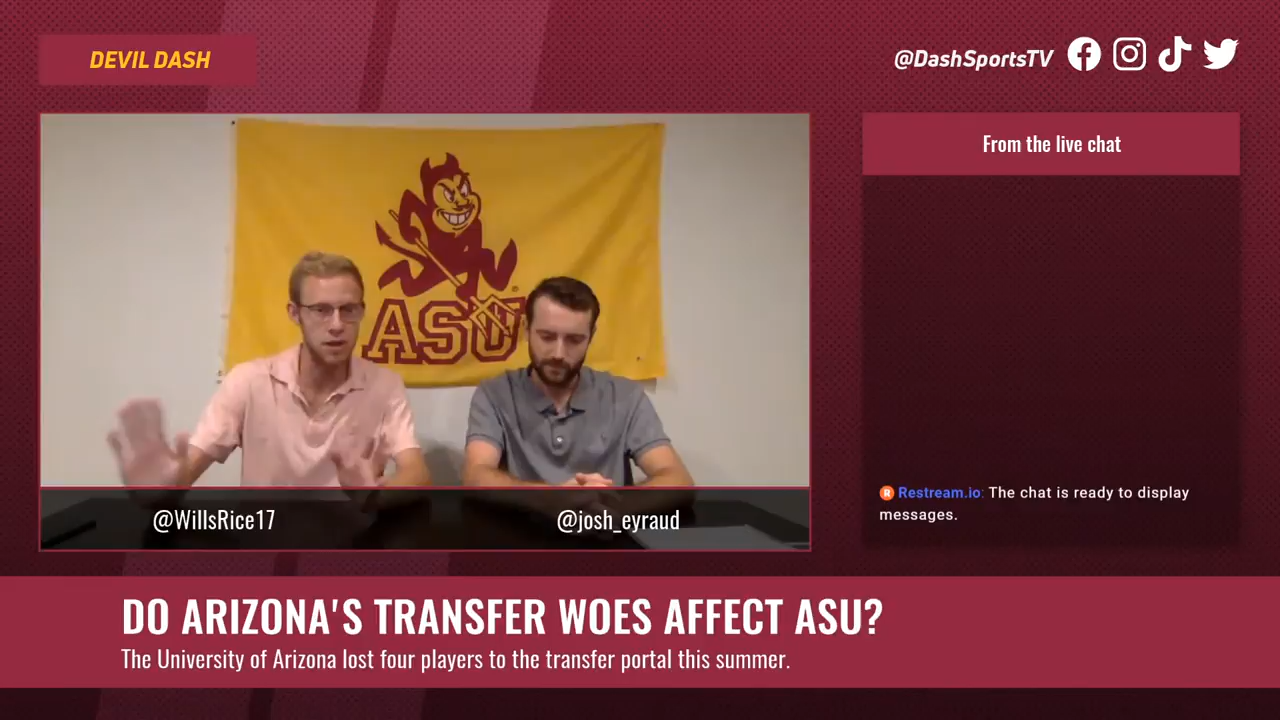 DEVIL DASH
@DashSportsTV
From the live chat
ASU
Restream.io: The chat is ready to display
messages.
@WillsRice17
@josh_eyraud
DO ARIZONA'S TRANSFER WOES AFFECT ASU?
The University of Arizona lost four players to the transfer portal this summer.